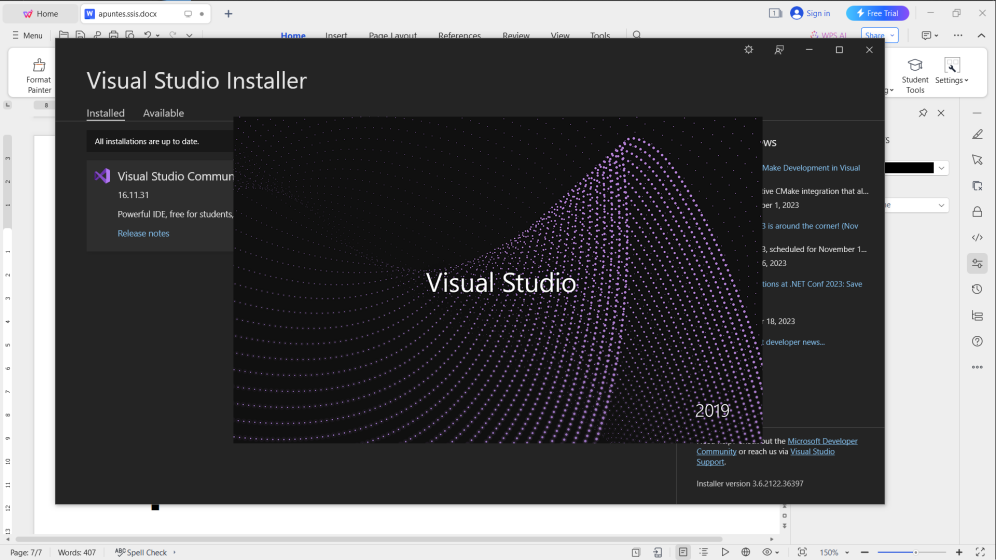 Home
apuntes.ssis.docx
Sign in
Free Trial
Menu
Home
Insert
Page Layout
References
Review
View
Tools
WPS AI
Share
Format
Painter
Student
Tools
Settings
Visual Studio Installer
Installed
Available
All installations are up to date.
Visual Studio Commun
16.11.31
Powerful IDE, free for students,
Release notes
Visual Studio
2019
Make Development in Visual
tive CMake integration that al...
ber 1, 2023
3 is around the corner! (Nov
3, scheduled for November 1...
6, 2023
tions at .NET Conf 2023: Save
r 18, 2023
t developer news...
out the Microsoft Developer
Community or reach us via Visual Studio
Support.
Installer version 3.6.2122.36397
Page: 7/7
Words: 407
Spell Check
150%